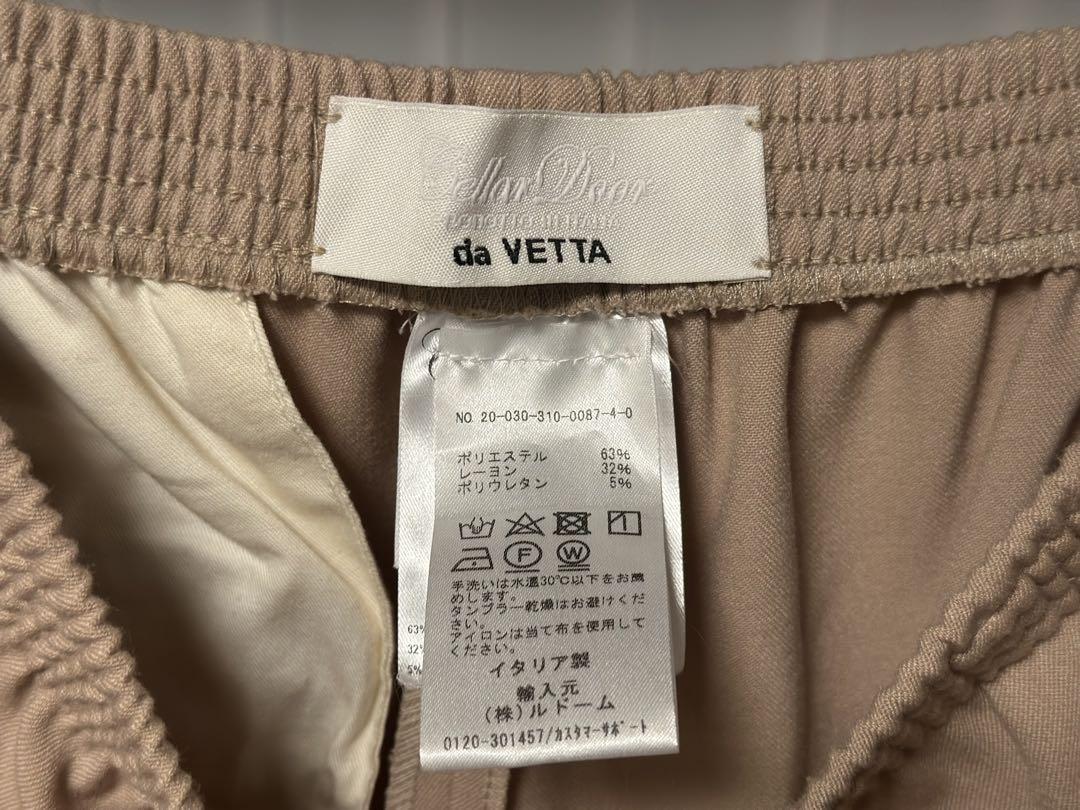 da VETTA
NO. 20-030-310-0087-4-0
ポリエステル 63%
レーヨン 32%
ポリウレタン 5%
F W
手洗いは水温30℃以下をお薦
めします。
タンブラー乾燥はお避けくだ
さい。
アイロンは当て布を使用して
ください。
イタリア製
輸入元
(株)ルドーム
0120-301457/カスタマーサポート
63%
32%
5%